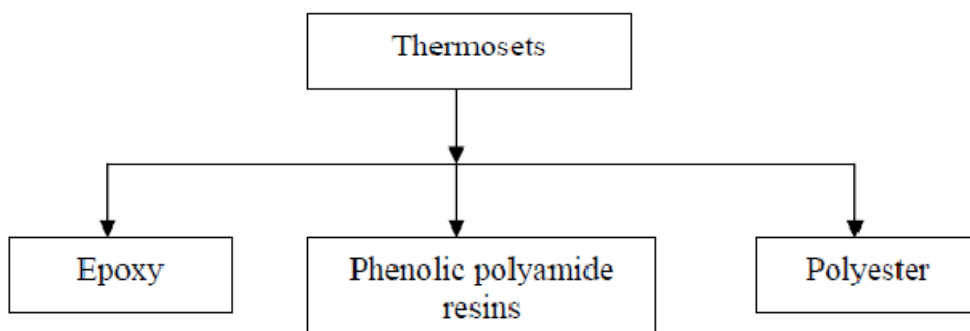 Thermosets
Epoxy
Phenolic polyamide
resins
Polyester